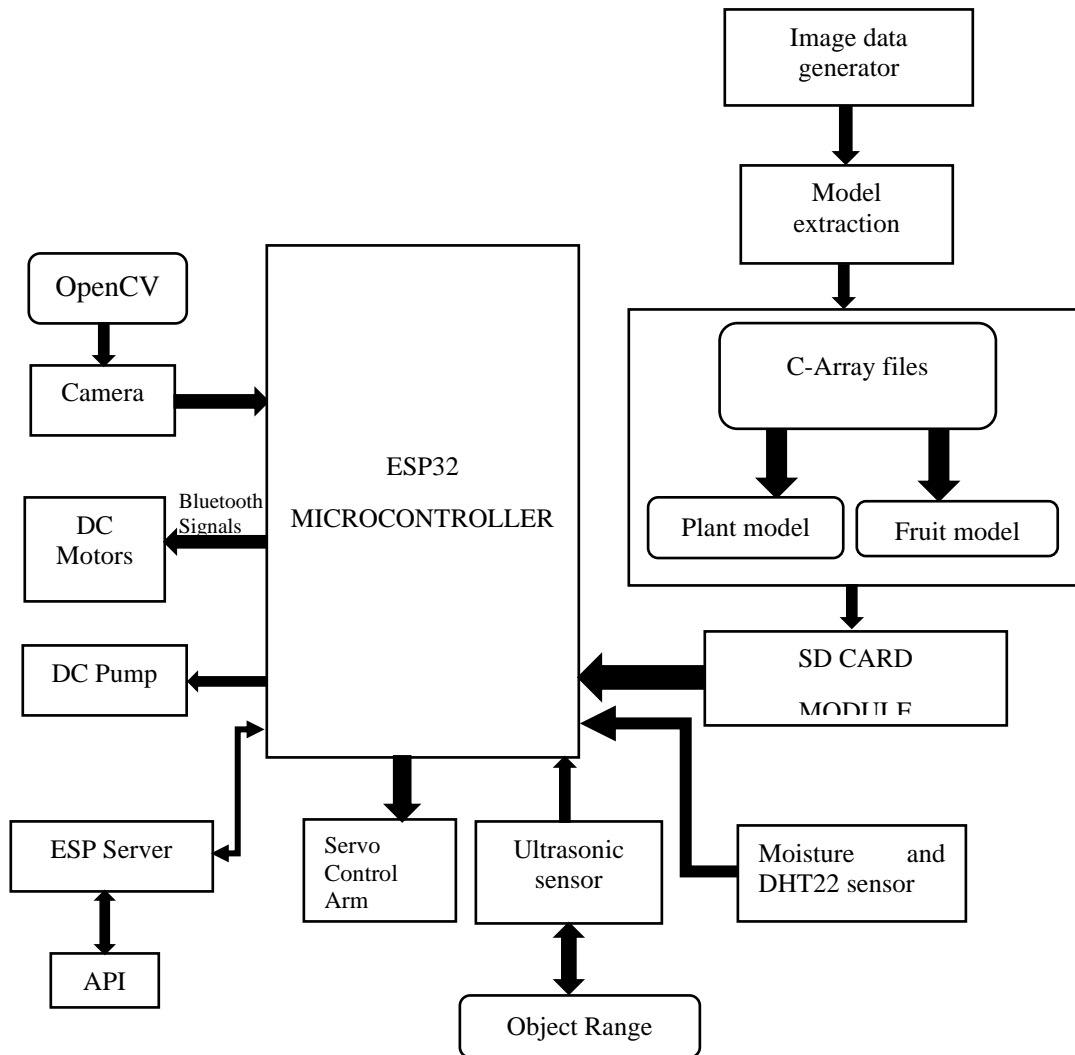 Image data
generator
Model
extraction
OpenCV
Camera
C-Array files
Plant model
Fruit model
ESP32
MICROCONTROLLER
Bluetooth
Signals
DC
Motors
DC Pump
SD CARD
MODULE
ESP Server
API
Servo
Control
Arm
Ultrasonic
sensor
Object Range
Moisture and
DHT22 sensor